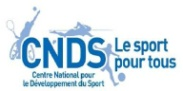 CNDS
Centre National pour
le Développement du Sport
Le sport
pour tous